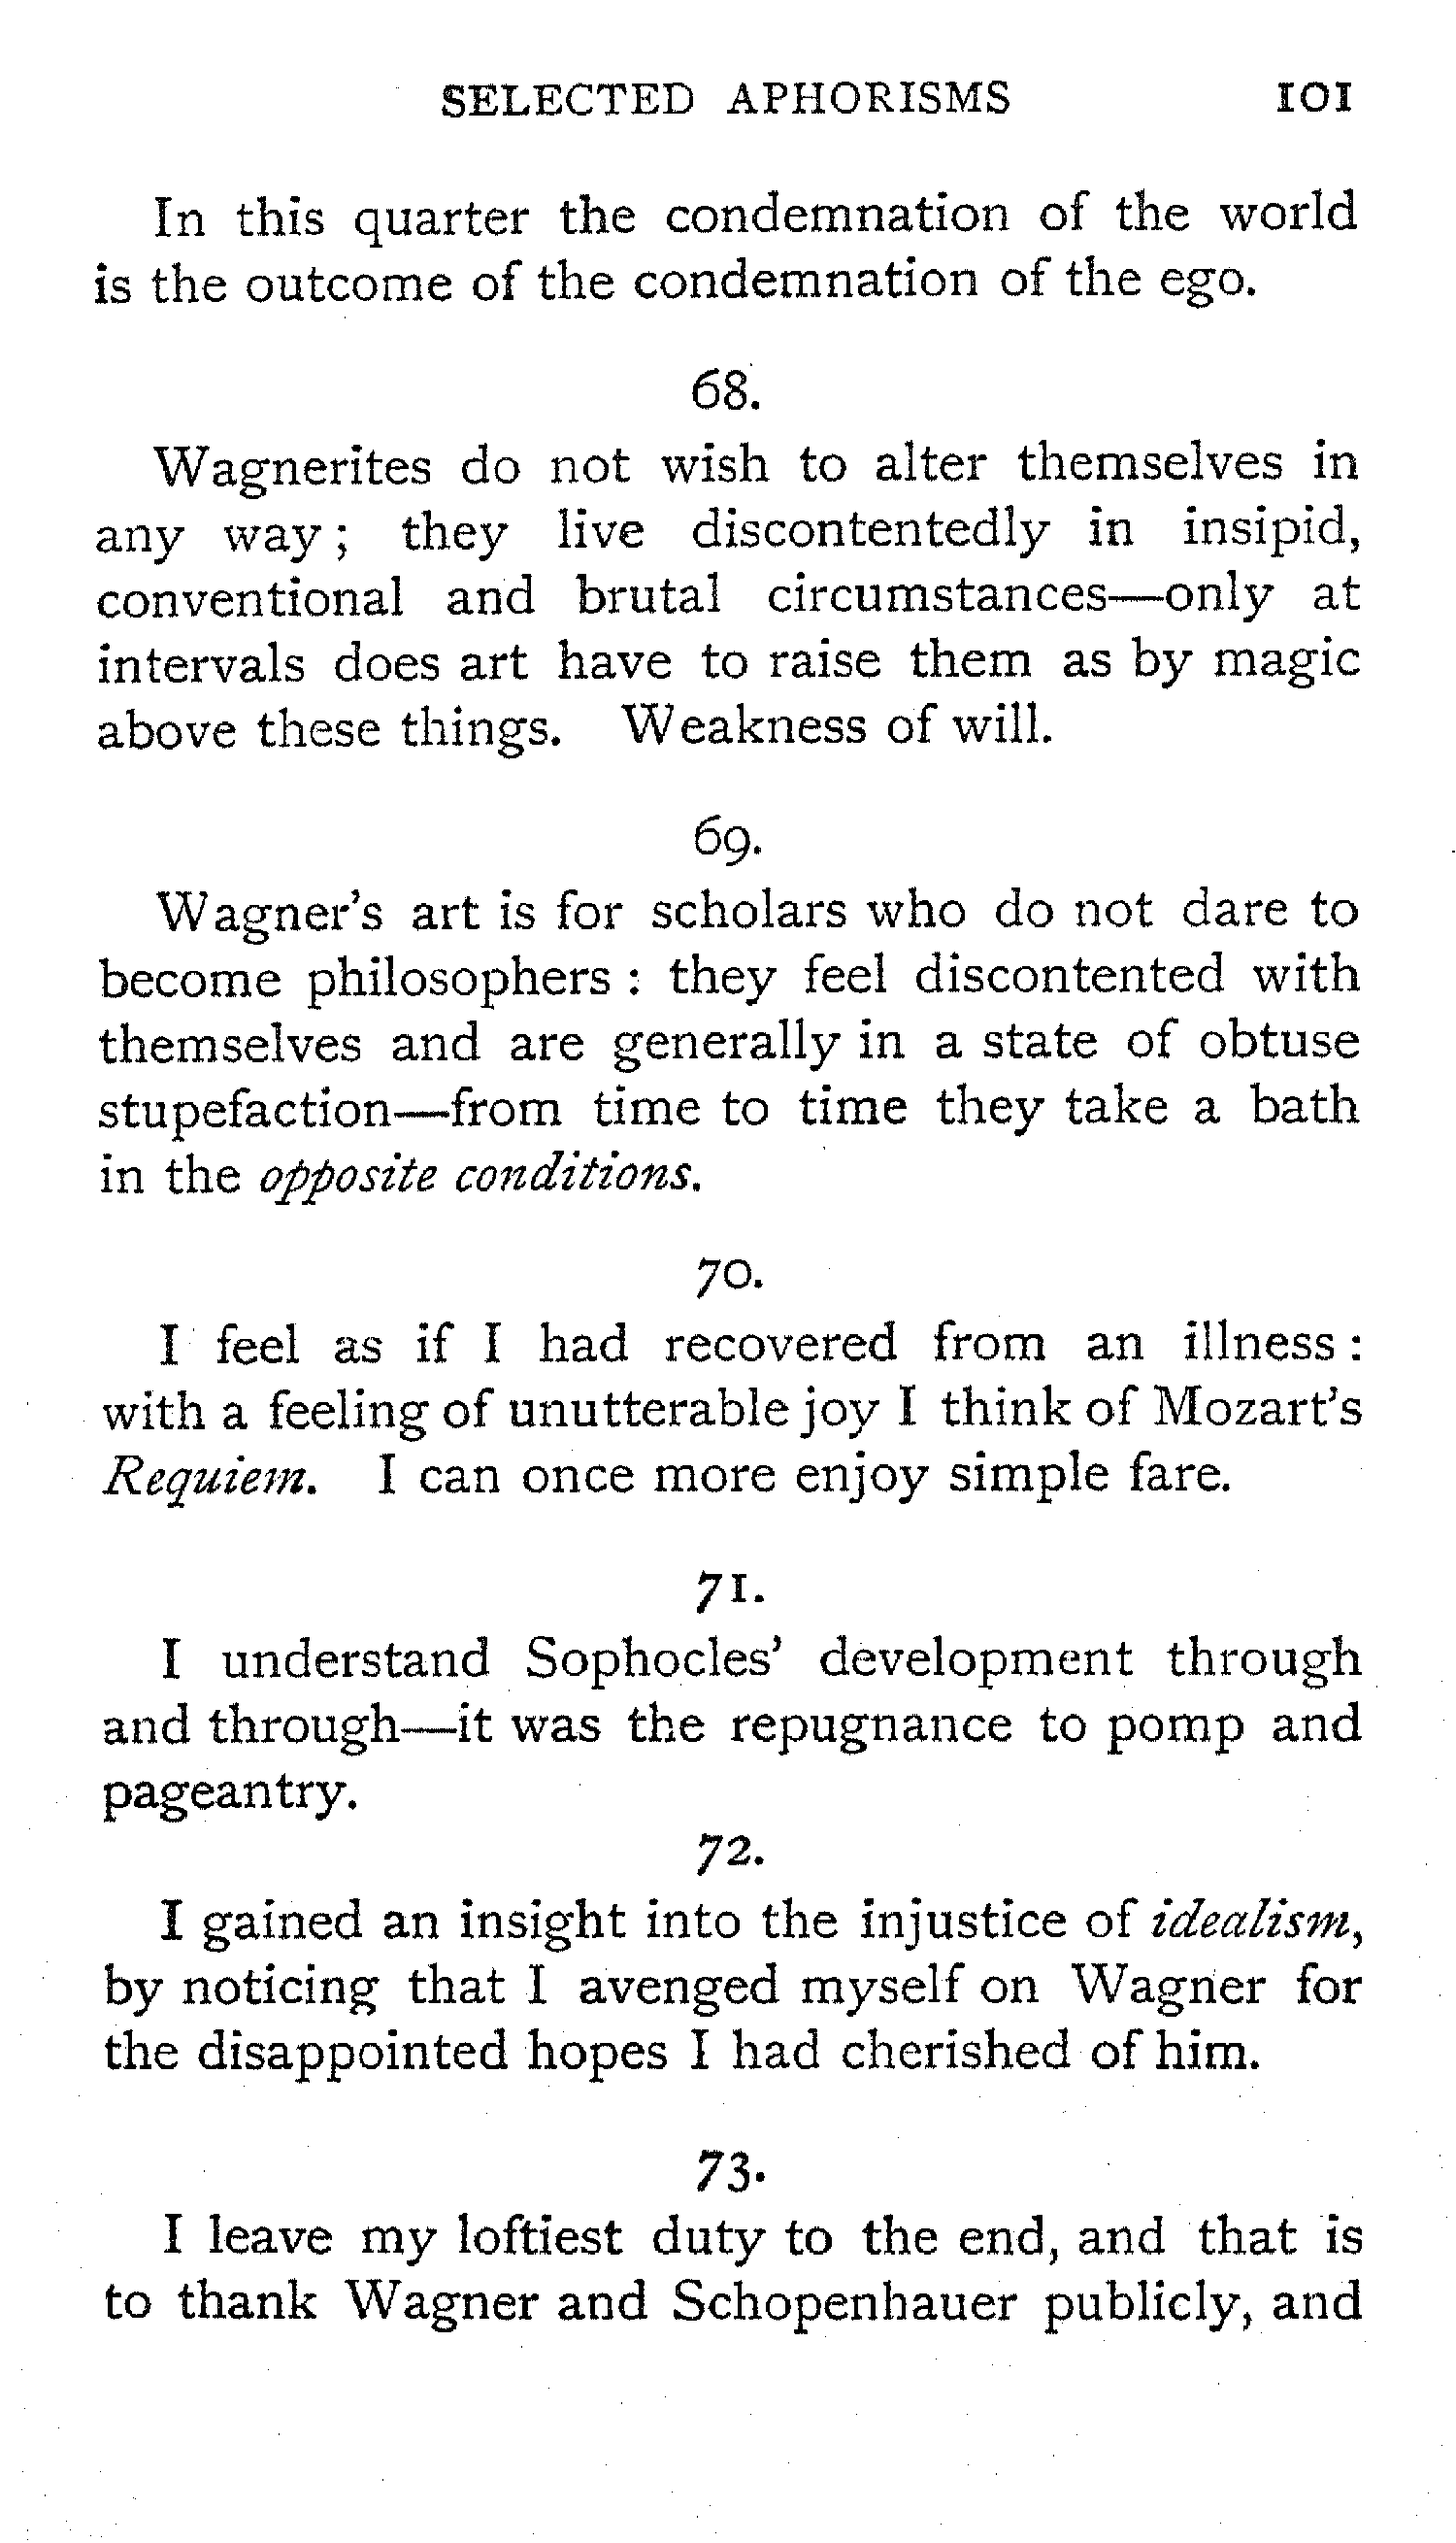 SELECTED APHORISMS 101
In this quarter the condemnation of the world
is the outcome of the condemnation of the ego.
68.
Wagnerites do not wish to alter themselves in
any way; they live discontentedly in insipid,
conventional and brutal circumstances—only at
intervals does art have to raise them as by magic
above these things. Weakness of will.
69.
Wagner's art is for scholars who do not dare to
become philosophers: they feel discontented with
themselves and are generally in a state of obtuse
stupefaction—from time to time they take a bath
in the opposite conditions.
70.
I feel as if I had recovered from an illness:
with a feeling of unutterable joy I think of Mozart's
Requiem. I can once more enjoy simple fare.
71.
I understand Sophocles' development through
and through—it was the repugnance to pomp and
pageantry.
72.
I gained an insight into the injustice of idealism,
by noticing that I avenged myself on Wagner for
the disappointed hopes I had cherished of him.
73.
I leave my loftiest duty to the end, and that is
to thank Wagner and Schopenhauer publicly, and